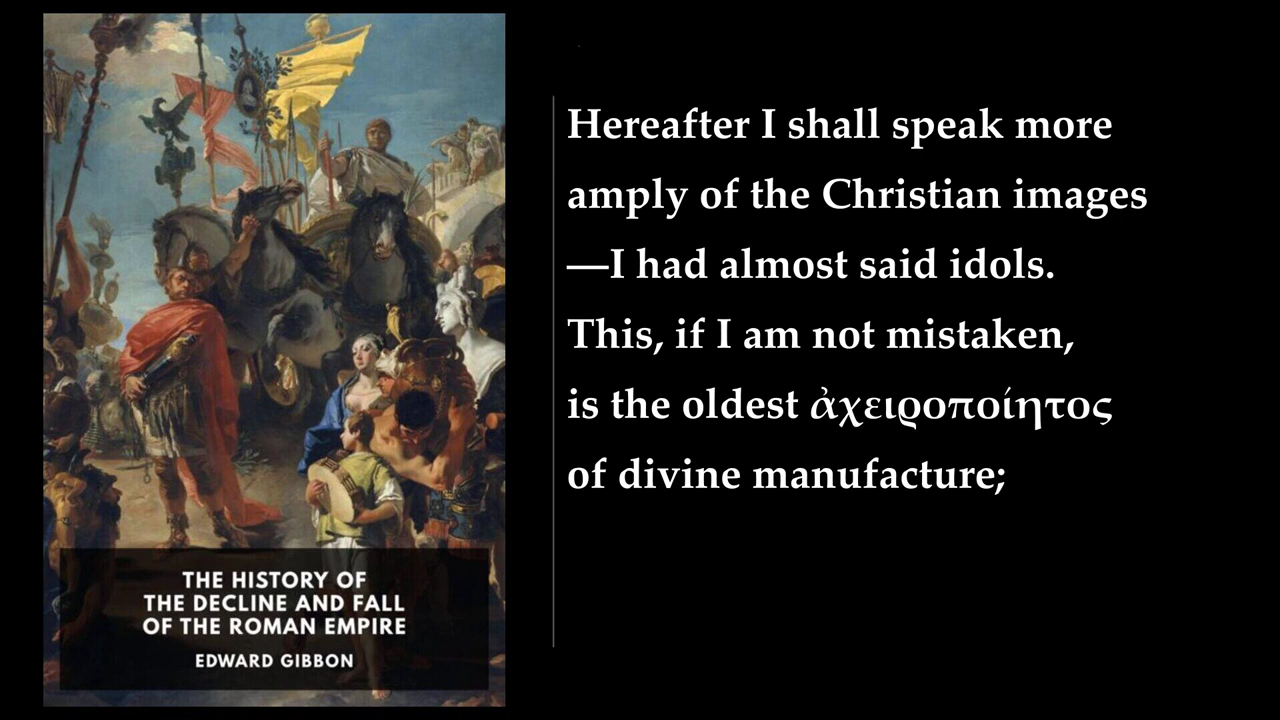 Hereafter I shall speak more
amply of the Christian images
—I had almost said idols.
This, if I am not mistaken,
is the oldest ἀχειροποίητος
of divine manufacture;
THE HISTORY OF
THE DECLINE AND FALL
OF THE ROMAN EMPIRE
EDWARD GIBBON